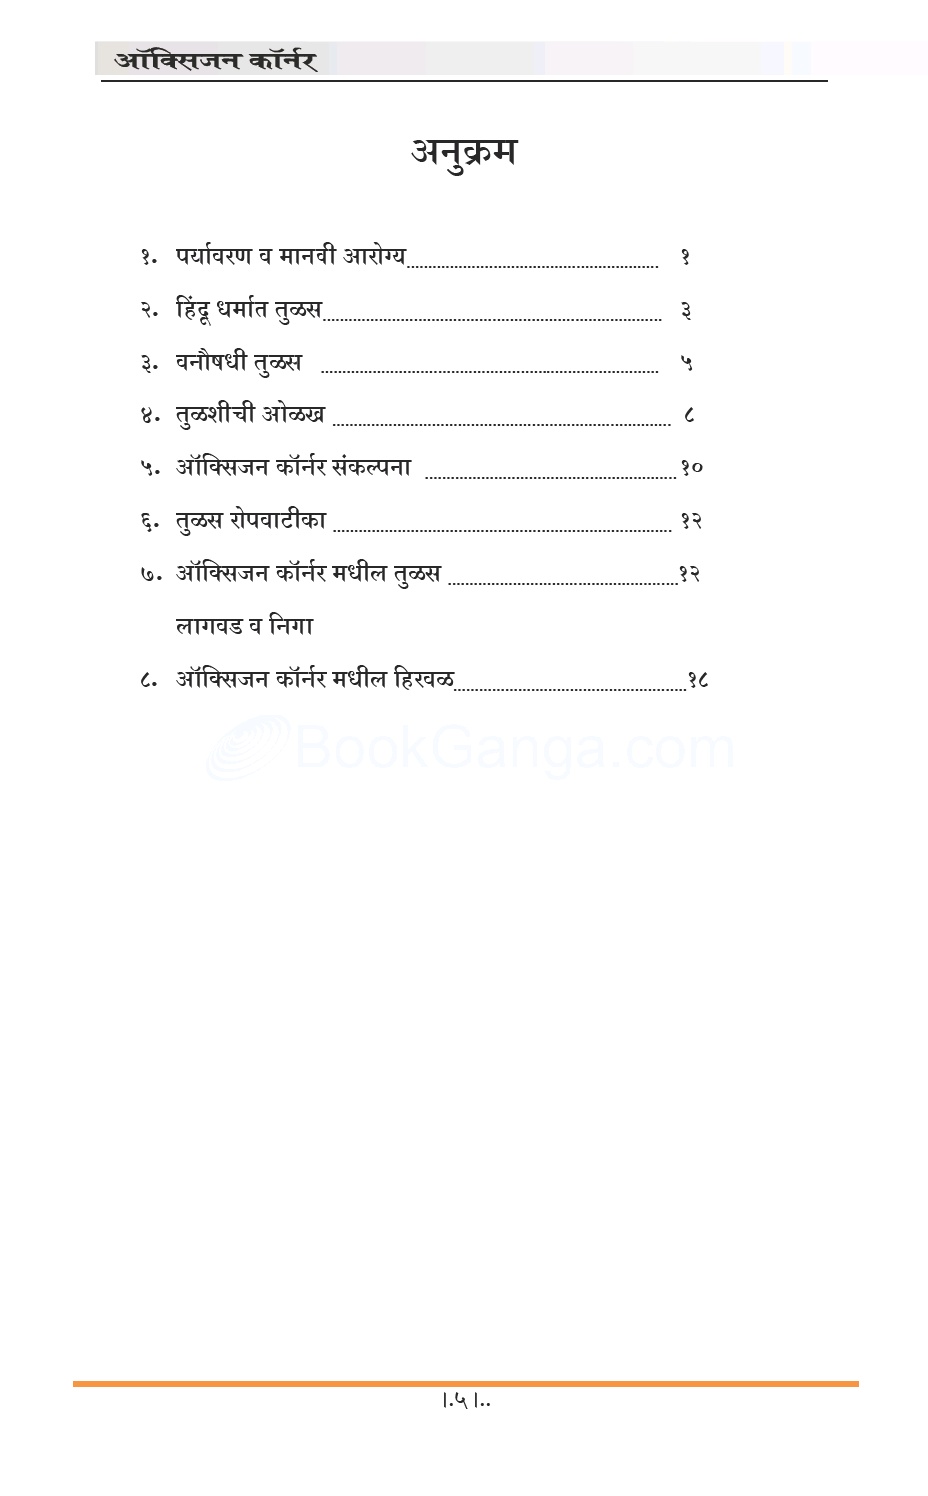 ऑक्सिजन कॉर्नर
अनुक्रम
१. पर्यावरण व मानवी आरोग्य १
२. हिंदू धर्मात तुळस ३
३. वनौषधी तुळस ५
४. तुळशीची ओळख ८
५. ऑक्सिजन कॉर्नर संकल्पना १०
६. तुळस रोपवाटीका १२
७. ऑक्सिजन कॉर्नर मधील तुळस १२
लागवड व निगा
८. ऑक्सिजन कॉर्नर मधील हिरवळ १८
BookGanga.com
।.५।..